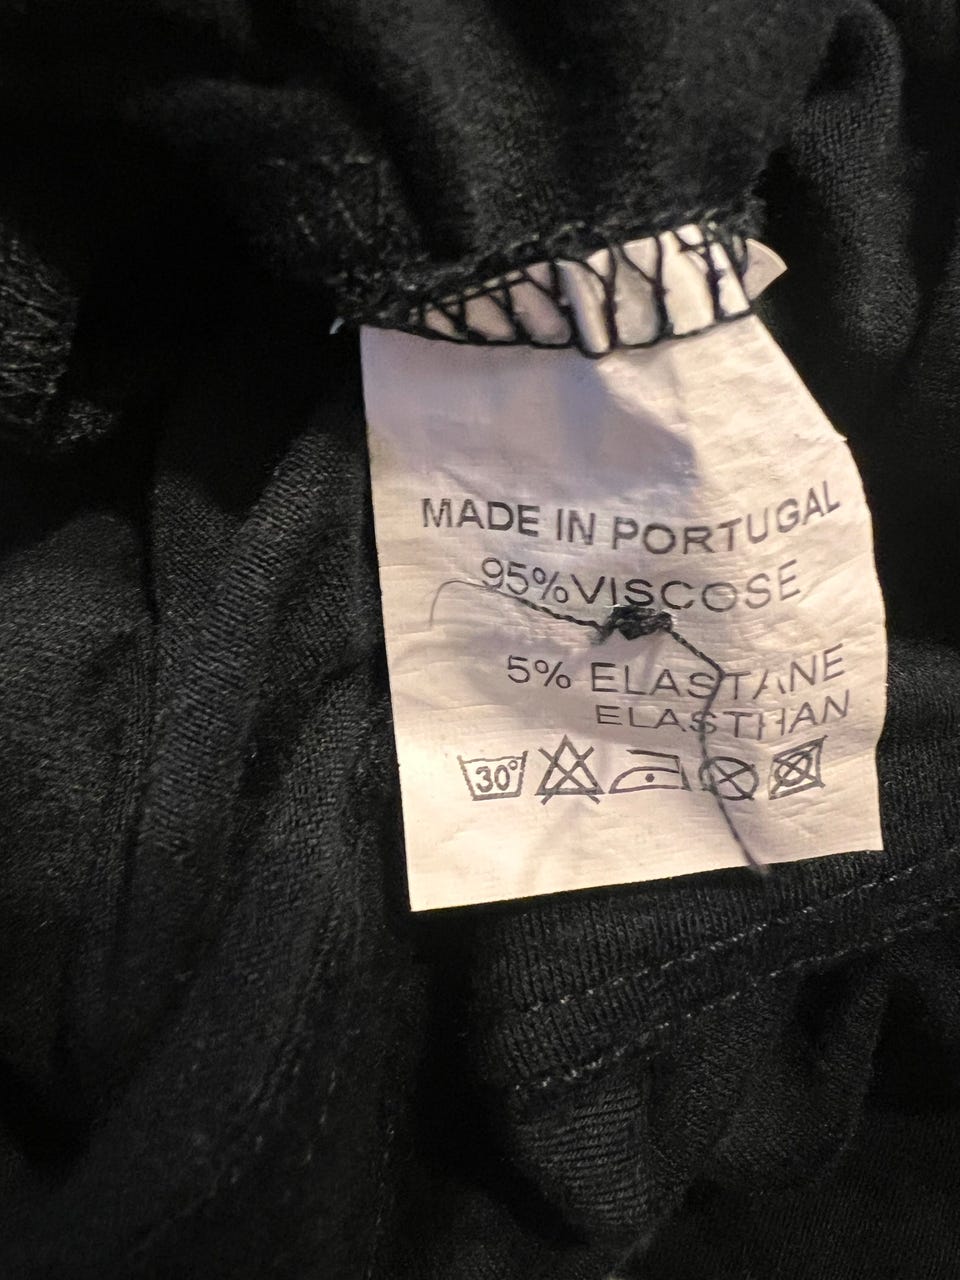 MADE IN PORTUGAL
95%VISCOSE
5% ELASTANE
ELASTHAN
30°